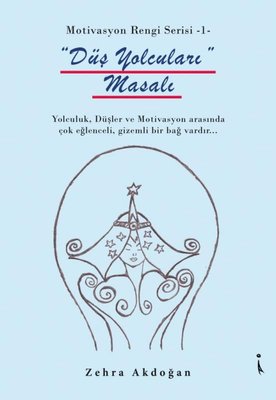 Motivasyon Rengi Serisi -1-
"Düş Yolcuları"
Masalı
Yolculuk, Düşler ve Motivasyon arasında
çok eğlenceli, gizemli bir bağ vardır...
Zehra Akdoğan